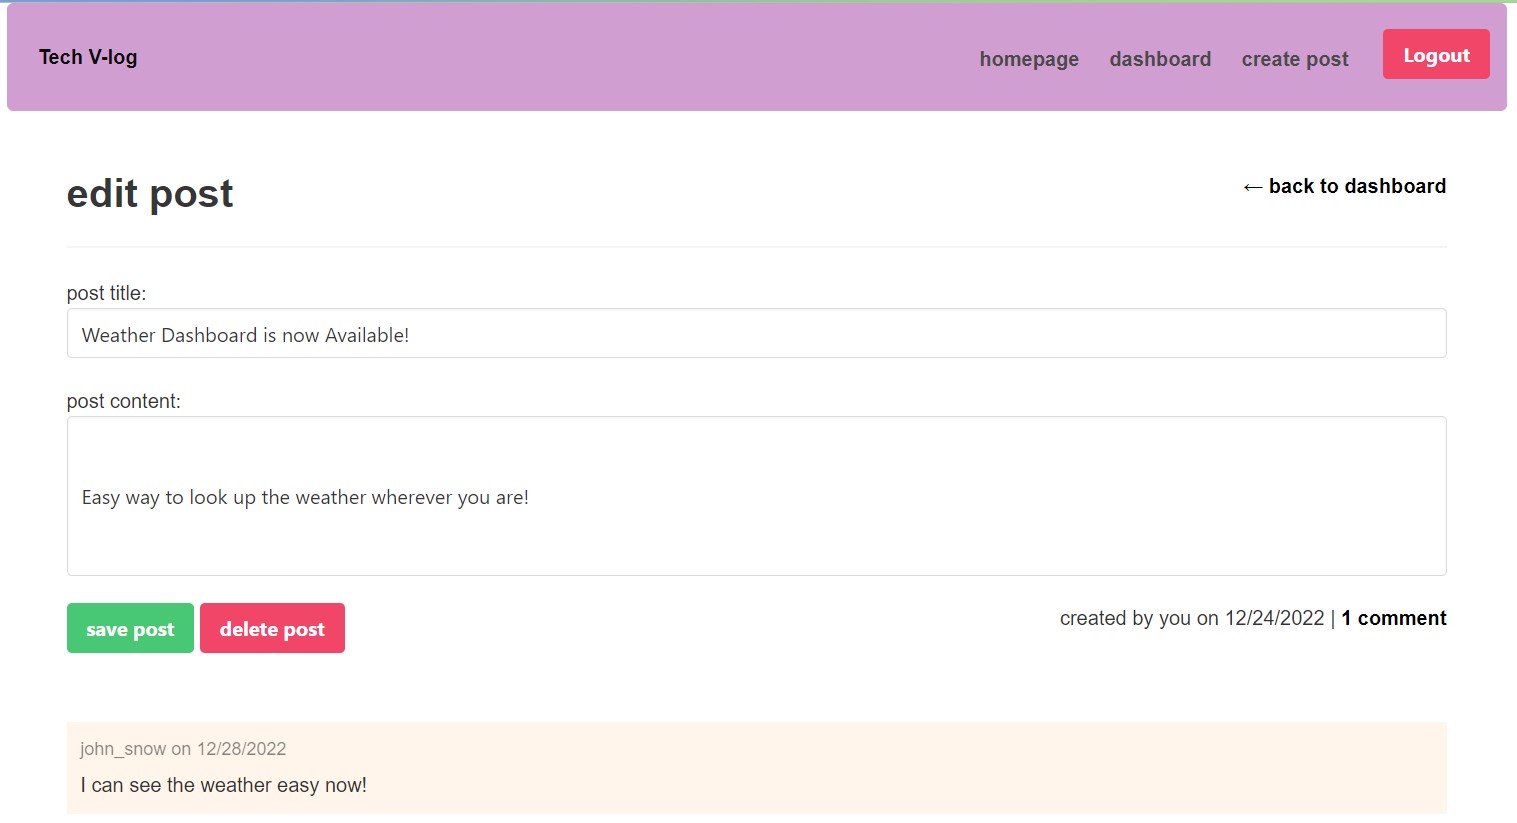 Tech V-log
homepage dashboard create post Logout
edit post
← back to dashboard
post title:
Weather Dashboard is now Available!
post content:
Easy way to look up the weather wherever you are!
save post delete post
created by you on 12/24/2022 | 1 comment
john_snow on 12/28/2022
I can see the weather easy now!